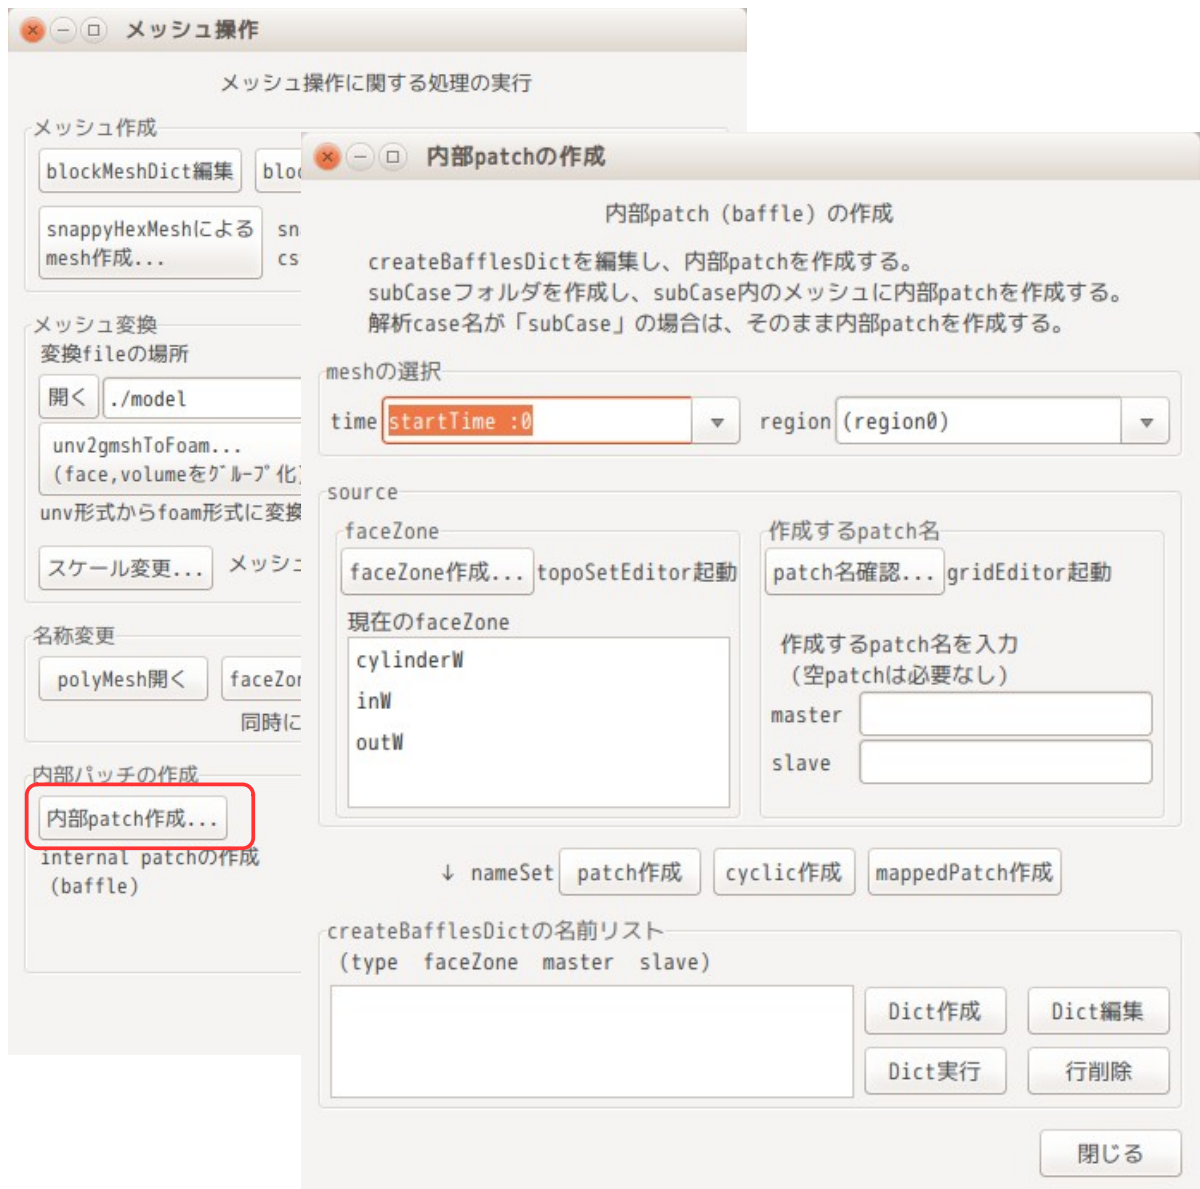 メッシュ操作
メッシュ操作に関する処理の実行
メッシュ作成
blockMeshDict編集
snappyHexMeshによる
mesh作成...
メッシュ変換
変換fileの場所
開く ./model
unv2gmshToFoam...
(face,volumeをグループ化)
unv形式からfoam形式に変換
スケール変更...
名称変更
polyMesh開く
同時に
内部パッチの作成
内部patch作成...
internal patchの作成
(baffle)
内部patchの作成
内部patch (baffle) の作成
createBafflesDictを編集し、内部patchを作成する。
subCaseフォルダを作成し、subCase内のメッシュに内部patchを作成する。
解析case名が「subCase」の場合は、そのまま内部patchを作成する。
meshの選択
time startTime :0 region (region0)
source
faceZone
faceZone作成... topoSetEditor起動
現在のfaceZone
cylinderW
inW
outW
作成するpatch名
patch名確認... gridEditor起動
作成するpatch名を入力
(空patchは必要なし)
master
slave
↓ nameSet patch作成 cyclic作成 mappedPatch作成
createBafflesDictの名前リスト
(type faceZone master slave)
Dict作成 Dict編集
Dict実行 行削除
閉じる